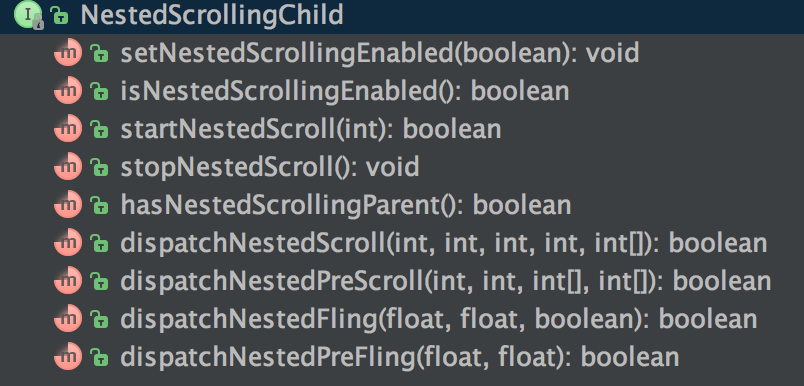 NestedScrollingChild
setNestedScrollingEnabled(boolean): void
isNestedScrollingEnabled(): boolean
startNestedScroll(int): boolean
stopNestedScroll(): void
hasNestedScrollingParent(): boolean
dispatchNestedScroll(int, int, int, int, int[]): boolean
dispatchNestedPreScroll(int, int, int[], int[]): boolean
dispatchNestedFling(float, float, boolean): boolean
dispatchNestedPreFling(float, float): boolean